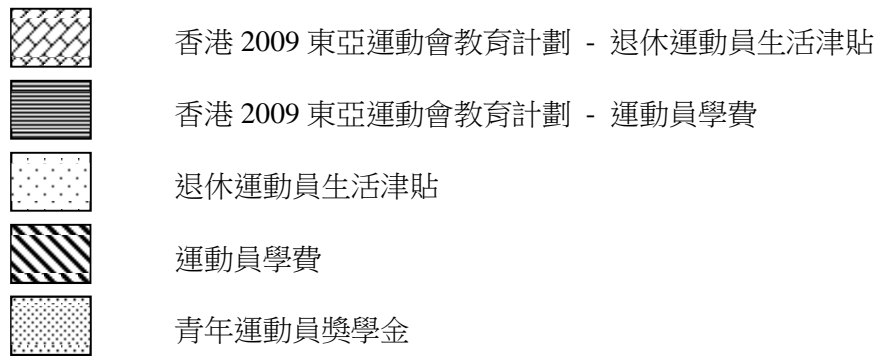 香港 2009 東亞運動會教育計劃 - 退休運動員生活津貼
香港 2009 東亞運動會教育計劃 - 運動員學費
退休運動員生活津貼
運動員學費
青年運動員獎學金